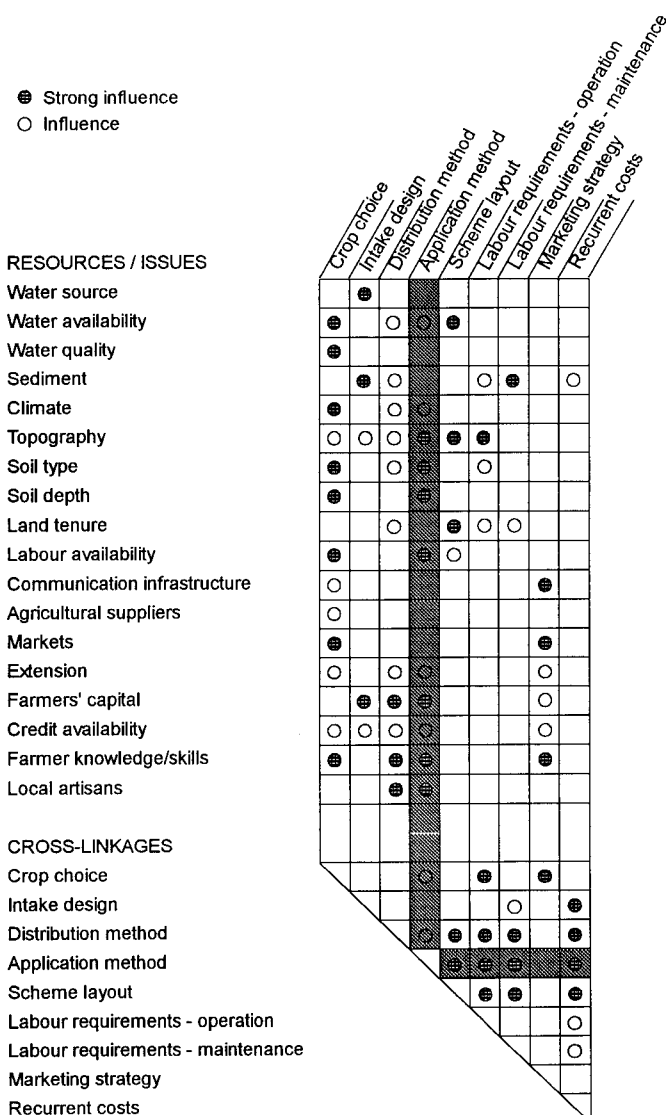 Strong influence
Influence
Crop choice
Intake design
Distribution method
Application method
Scheme layout
Labour requirements - operation
Labour requirements - maintenance
Marketing strategy
Recurrent costs
RESOURCES / ISSUES
Water source
Water availability
Water quality
Sediment
Climate
Topography
Soil type
Soil depth
Land tenure
Labour availability
Communication infrastructure
Agricultural suppliers
Markets
Extension
Farmers' capital
Credit availability
Farmer knowledge/skills
Local artisans
CROSS-LINKAGES
Crop choice
Intake design
Distribution method
Application method
Scheme layout
Labour requirements - operation
Labour requirements - maintenance
Marketing strategy
Recurrent costs